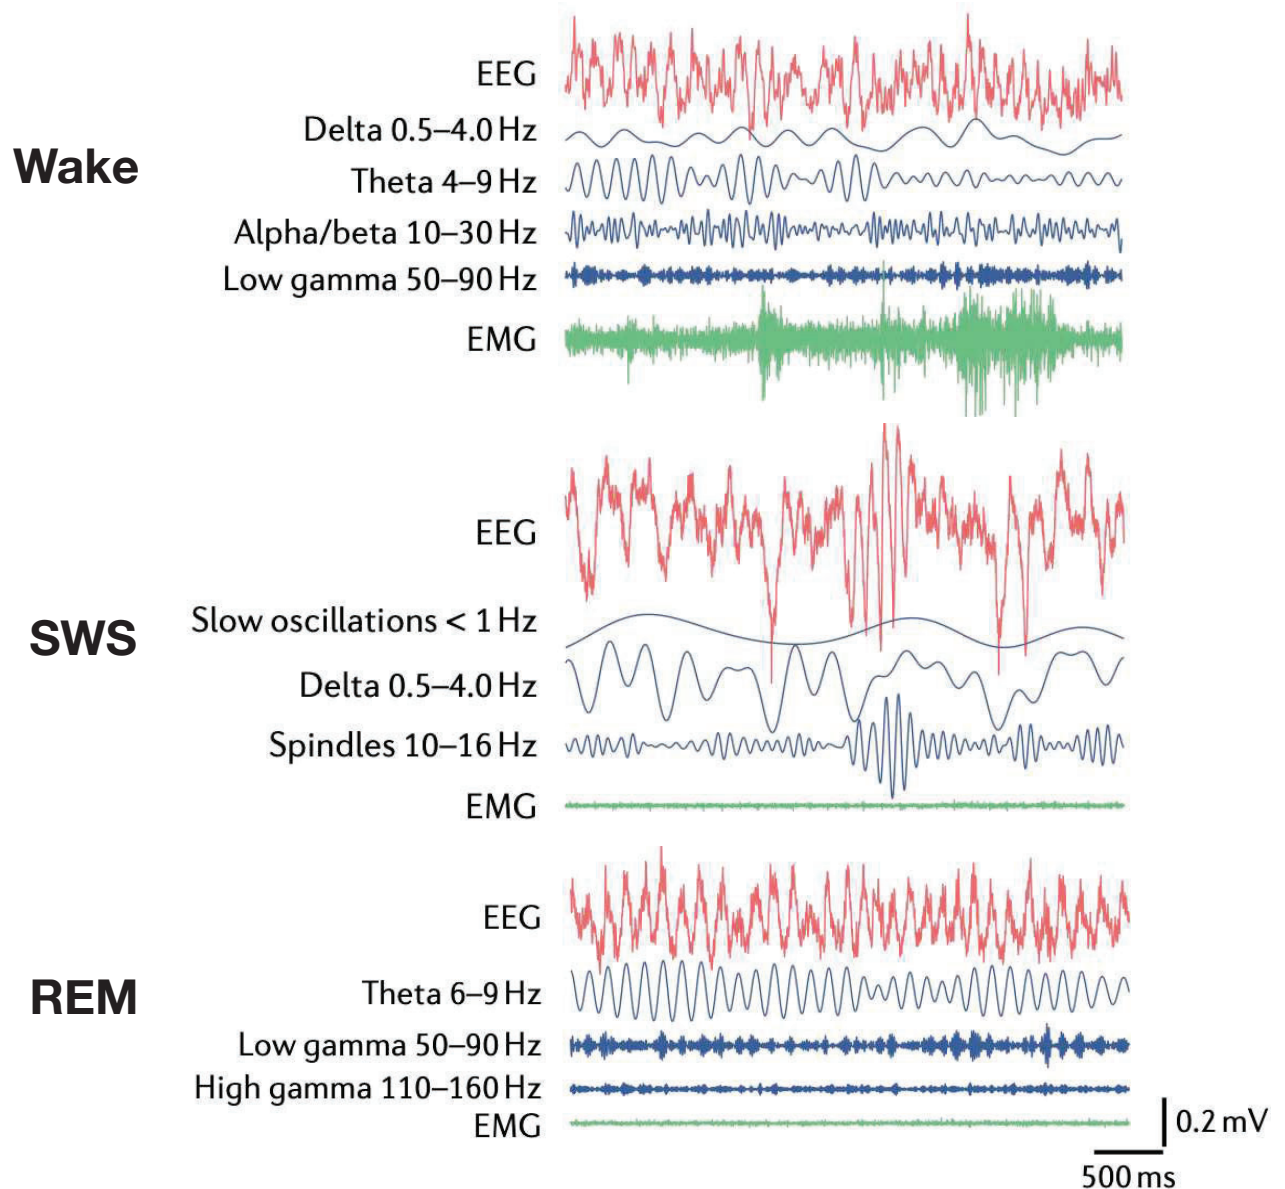 EEG
Delta 0.5–4.0 Hz
Wake
Theta 4–9 Hz
Alpha/beta 10–30 Hz
Low gamma 50–90 Hz
EMG
EEG
Slow oscillations < 1 Hz
SWS
Delta 0.5–4.0 Hz
Spindles 10–16 Hz
EMG
EEG
REM
Theta 6–9 Hz
Low gamma 50–90 Hz
High gamma 110–160 Hz
EMG
0.2 mV
500 ms